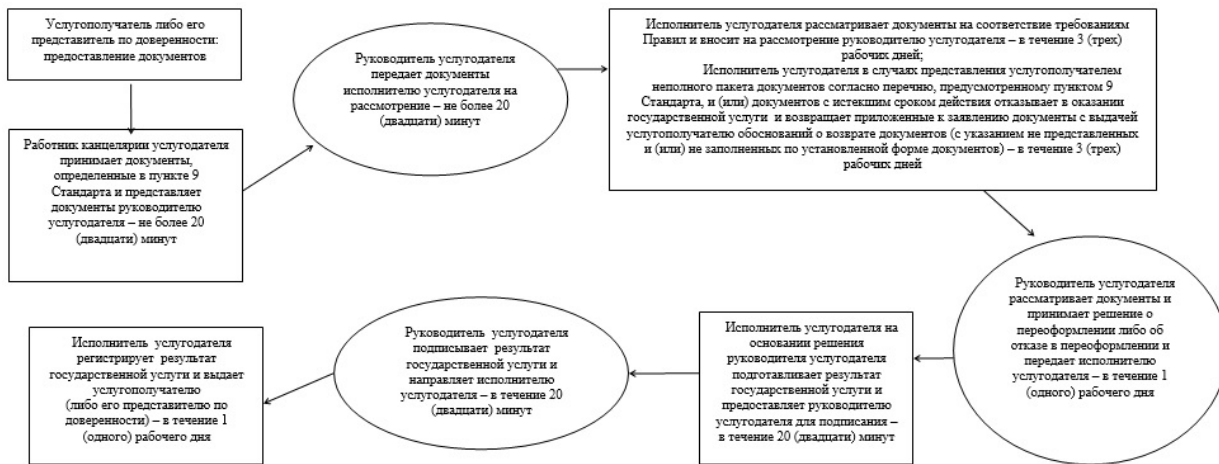 Услугополучатель либо его
представитель по доверенности:
предоставление документов
Работник канцелярии услугодателя
принимает документы,
определенные в пункте 9
Стандарта и представляет
документы руководителю
услугодателя – не более 20
(двадцати) минут
Руководитель услугодателя
передает документы
исполнителю услугодателя на
рассмотрение – не более 20
(двадцати) минут
Исполнитель услугодателя рассматривает документы на соответствие требованиям
Правил и вносит на рассмотрение руководителю услугодателя – в течение 3 (трех)
рабочих дней;
Исполнитель услугодателя в случаях представления услугополучателем
неполного пакета документов согласно перечню, предусмотренному пунктом 9
Стандарта, и (или) документов с истекшим сроком действия отказывает в оказании
государственной услуги и возвращает приложенные к заявлению документы с выдачей
услугополучателю обоснований о возврате документов (с указанием не представленных
и (или) не заполненных по установленной форме документов) – в течение 3 (трех)
рабочих дней
Руководитель услугодателя
рассматривает документы и
принимает решение о
переоформлении либо об
отказе в переоформлении и
передает исполнителю
услугодателя – в течение 1
(одного) рабочего дня
Исполнитель услугодателя на
основании решения
руководителя услугодателя
подготавливает результат
государственной услуги и
предоставляет руководителю
услугодателя для подписания –
в течение 20 (двадцати) минут
Руководитель услугодателя
подписывает результат
государственной услуги и
направляет исполнителю
услугодателя – в течение 20
(двадцати) минут
Исполнитель услугодателя
регистрирует результат
государственной услуги и выдает
услугополучателю
(либо его представителю по
доверенности) – в течение 1
(одного) рабочего дня